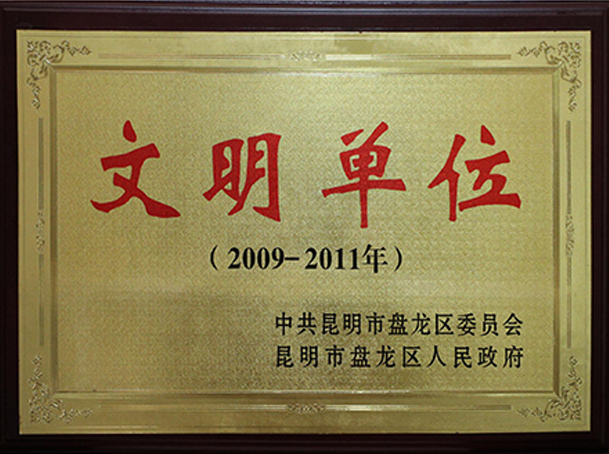 文明单位
（2009-2011年）
中共昆明市盘龙区委员会
昆明市盘龙区人民政府